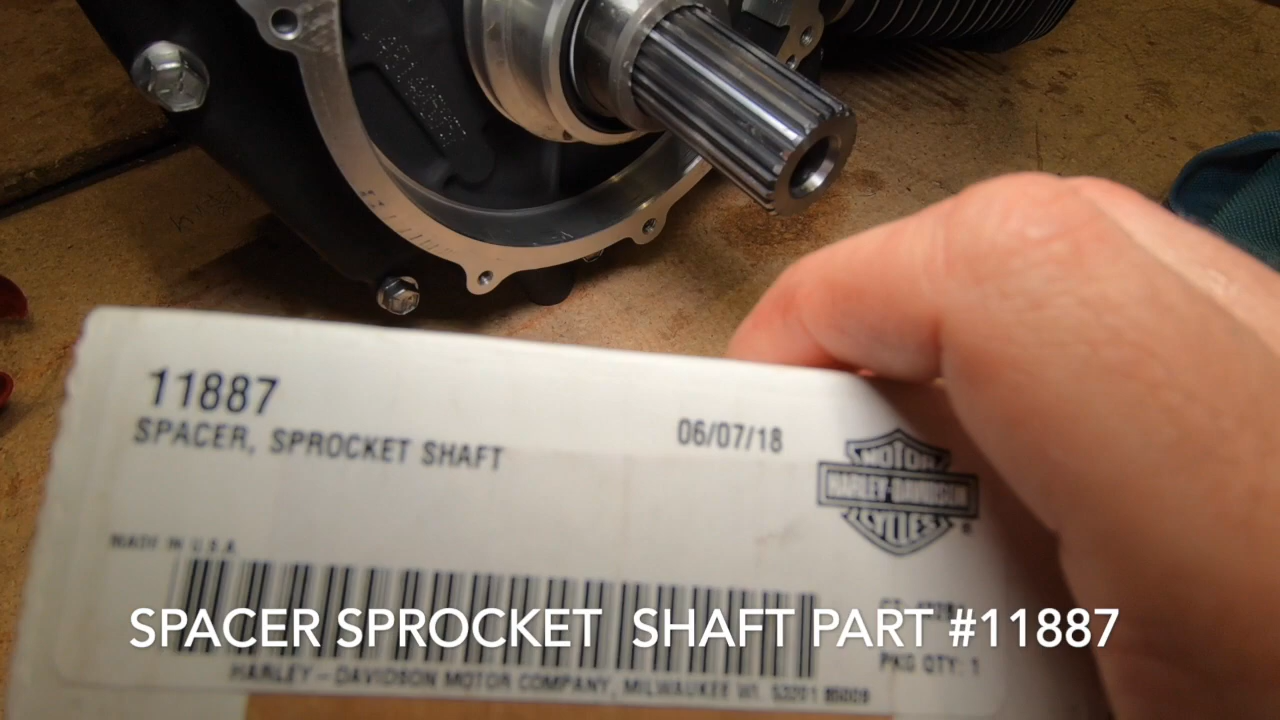 11887
SPACER, SPROCKET SHAFT
06/07/18
MOTOR
HARLEY-DAVIDSON
CYCLES
®
MADE IN U.S.A.
SPACER SPROCKET SHAFT PART #11887
PKG QTY: 1
HARLEY-DAVIDSON MOTOR COMPANY, MILWAUKEE WI. 53201